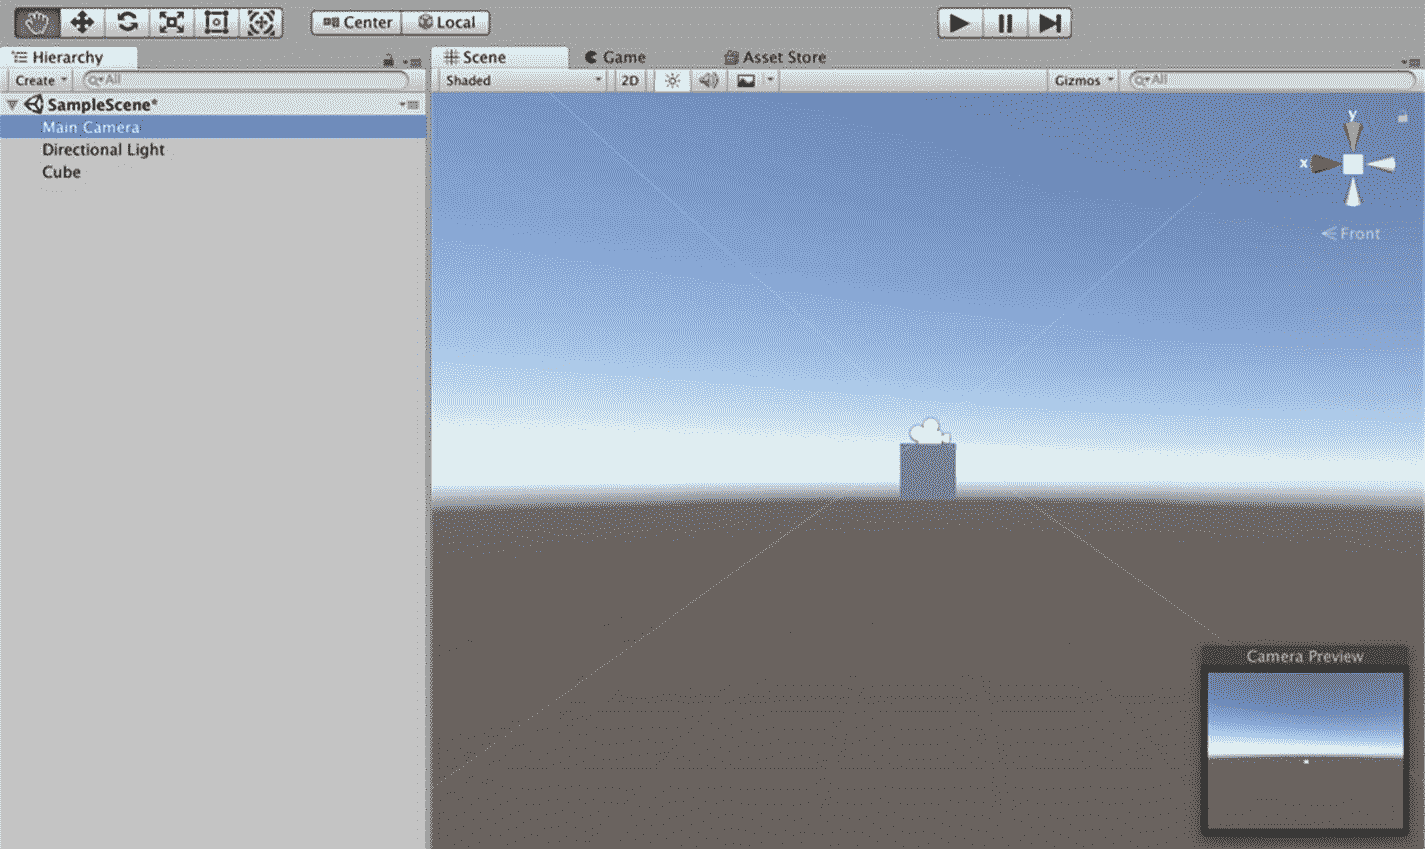 Center Local
Hierarchy
Create All
SampleScene*
Main Camera
Directional Light
Cube
Scene Game Asset Store
Shaded 2D Gizmos All
y
x
Front
Camera Preview